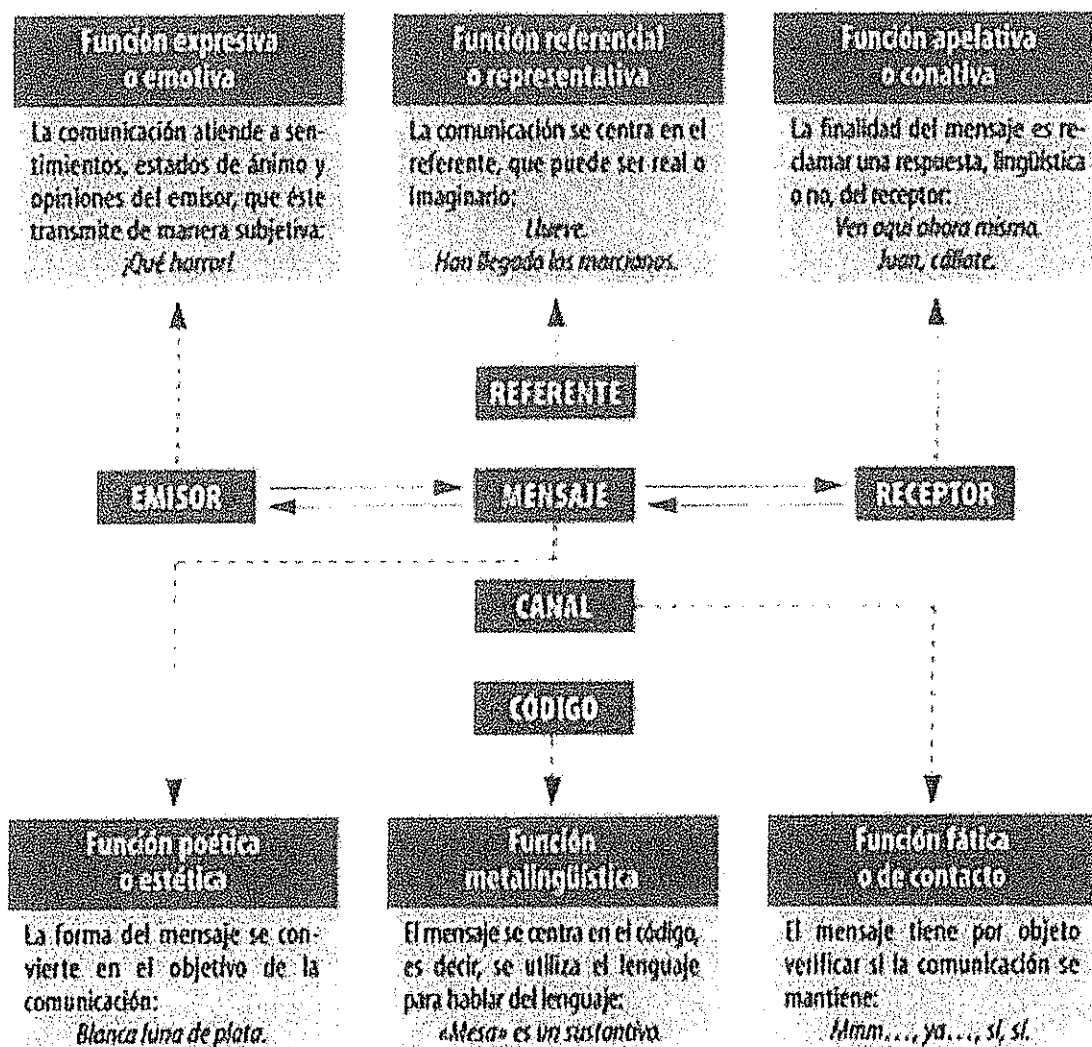 Función expresiva
o emotiva
La comunicación atiende a sen-
timientos, estados de ánimo y
opiniones del emisor, que éste
transmite de manera subjetiva:
¡Qué horror!
Función referencial
o representativa
La comunicación se centra en el
referente, que puede ser real o
imaginario:
Llueve.
Han llegado los marcianos.
Función apelativa
o conativa
La finalidad del mensaje es re-
clamar una respuesta, lingüística
o no, del receptor:
Ven aquí ahora mismo.
Juan, cállate.
REFERENTE
EMISOR
MENSAJE
RECEPTOR
CANAL
CÓDIGO
Función poética
o estética
La forma del mensaje se con-
vierte en el objetivo de la
comunicación:
Blanca luna de plata.
Función
metalingüística
El mensaje se centra en el código,
es decir, se utiliza el lenguaje
para hablar del lenguaje:
«Mesa» es un sustantivo.
Función fática
o de contacto
El mensaje tiene por objeto
verificar si la comunicación se
mantiene:
Mmm..., ya..., sí, sí.